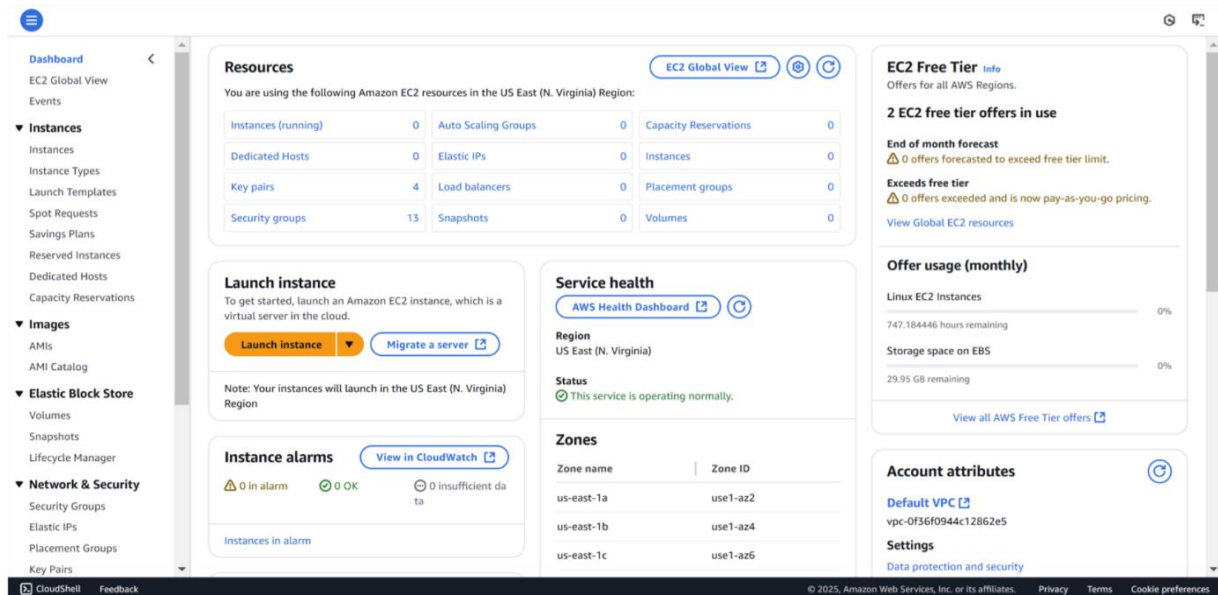 Dashboard
EC2 Global View
Events
Instances
Instances
Instance Types
Launch Templates
Spot Requests
Savings Plans
Reserved Instances
Dedicated Hosts
Capacity Reservations
Images
AMIs
AMI Catalog
Elastic Block Store
Volumes
Snapshots
Lifecycle Manager
Network & Security
Security Groups
Elastic IPs
Placement Groups
Key Pairs
Resources
EC2 Global View
You are using the following Amazon EC2 resources in the US East (N. Virginia) Region:
Instances (running) 0 Auto Scaling Groups 0 Capacity Reservations 0
Dedicated Hosts 0 Elastic IPs 0 Instances 0
Key pairs 4 Load balancers 0 Placement groups 0
Security groups 13 Snapshots 0 Volumes 0
Launch instance
To get started, launch an Amazon EC2 instance, which is a
virtual server in the cloud.
Launch instance Migrate a server
Note: Your instances will launch in the US East (N. Virginia)
Region
Instance alarms View in CloudWatch
0 in alarm 0 OK 0 insufficient da
ta
Instances in alarm
Service health
AWS Health Dashboard
Region
US East (N. Virginia)
Status
This service is operating normally.
Zones
Zone name Zone ID
us-east-1a use1-az2
us-east-1b use1-az4
us-east-1c use1-az6
EC2 Free Tier Info
Offers for all AWS Regions.
2 EC2 free tier offers in use
End of month forecast
0 offers forecasted to exceed free tier limit.
Exceeds free tier
0 offers exceeded and is now pay-as-you-go pricing.
View Global EC2 resources
Offer usage (monthly)
Linux EC2 Instances
0%
747.184446 hours remaining
Storage space on EBS
0%
29.95 GB remaining
View all AWS Free Tier offers
Account attributes
Default VPC
vpc-0f36f0944c12862e5
Settings
Data protection and security
CloudShell Feedback © 2025, Amazon Web Services, Inc. or its affiliates. Privacy Terms Cookie preferences